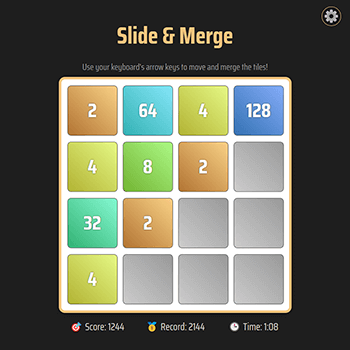 Slide & Merge
Use your keyboard's arrow keys to move and merge the tiles!
2 64 4 128
4 8 2
32 2
4
Score: 1244 Record: 2144 Time: 1:08